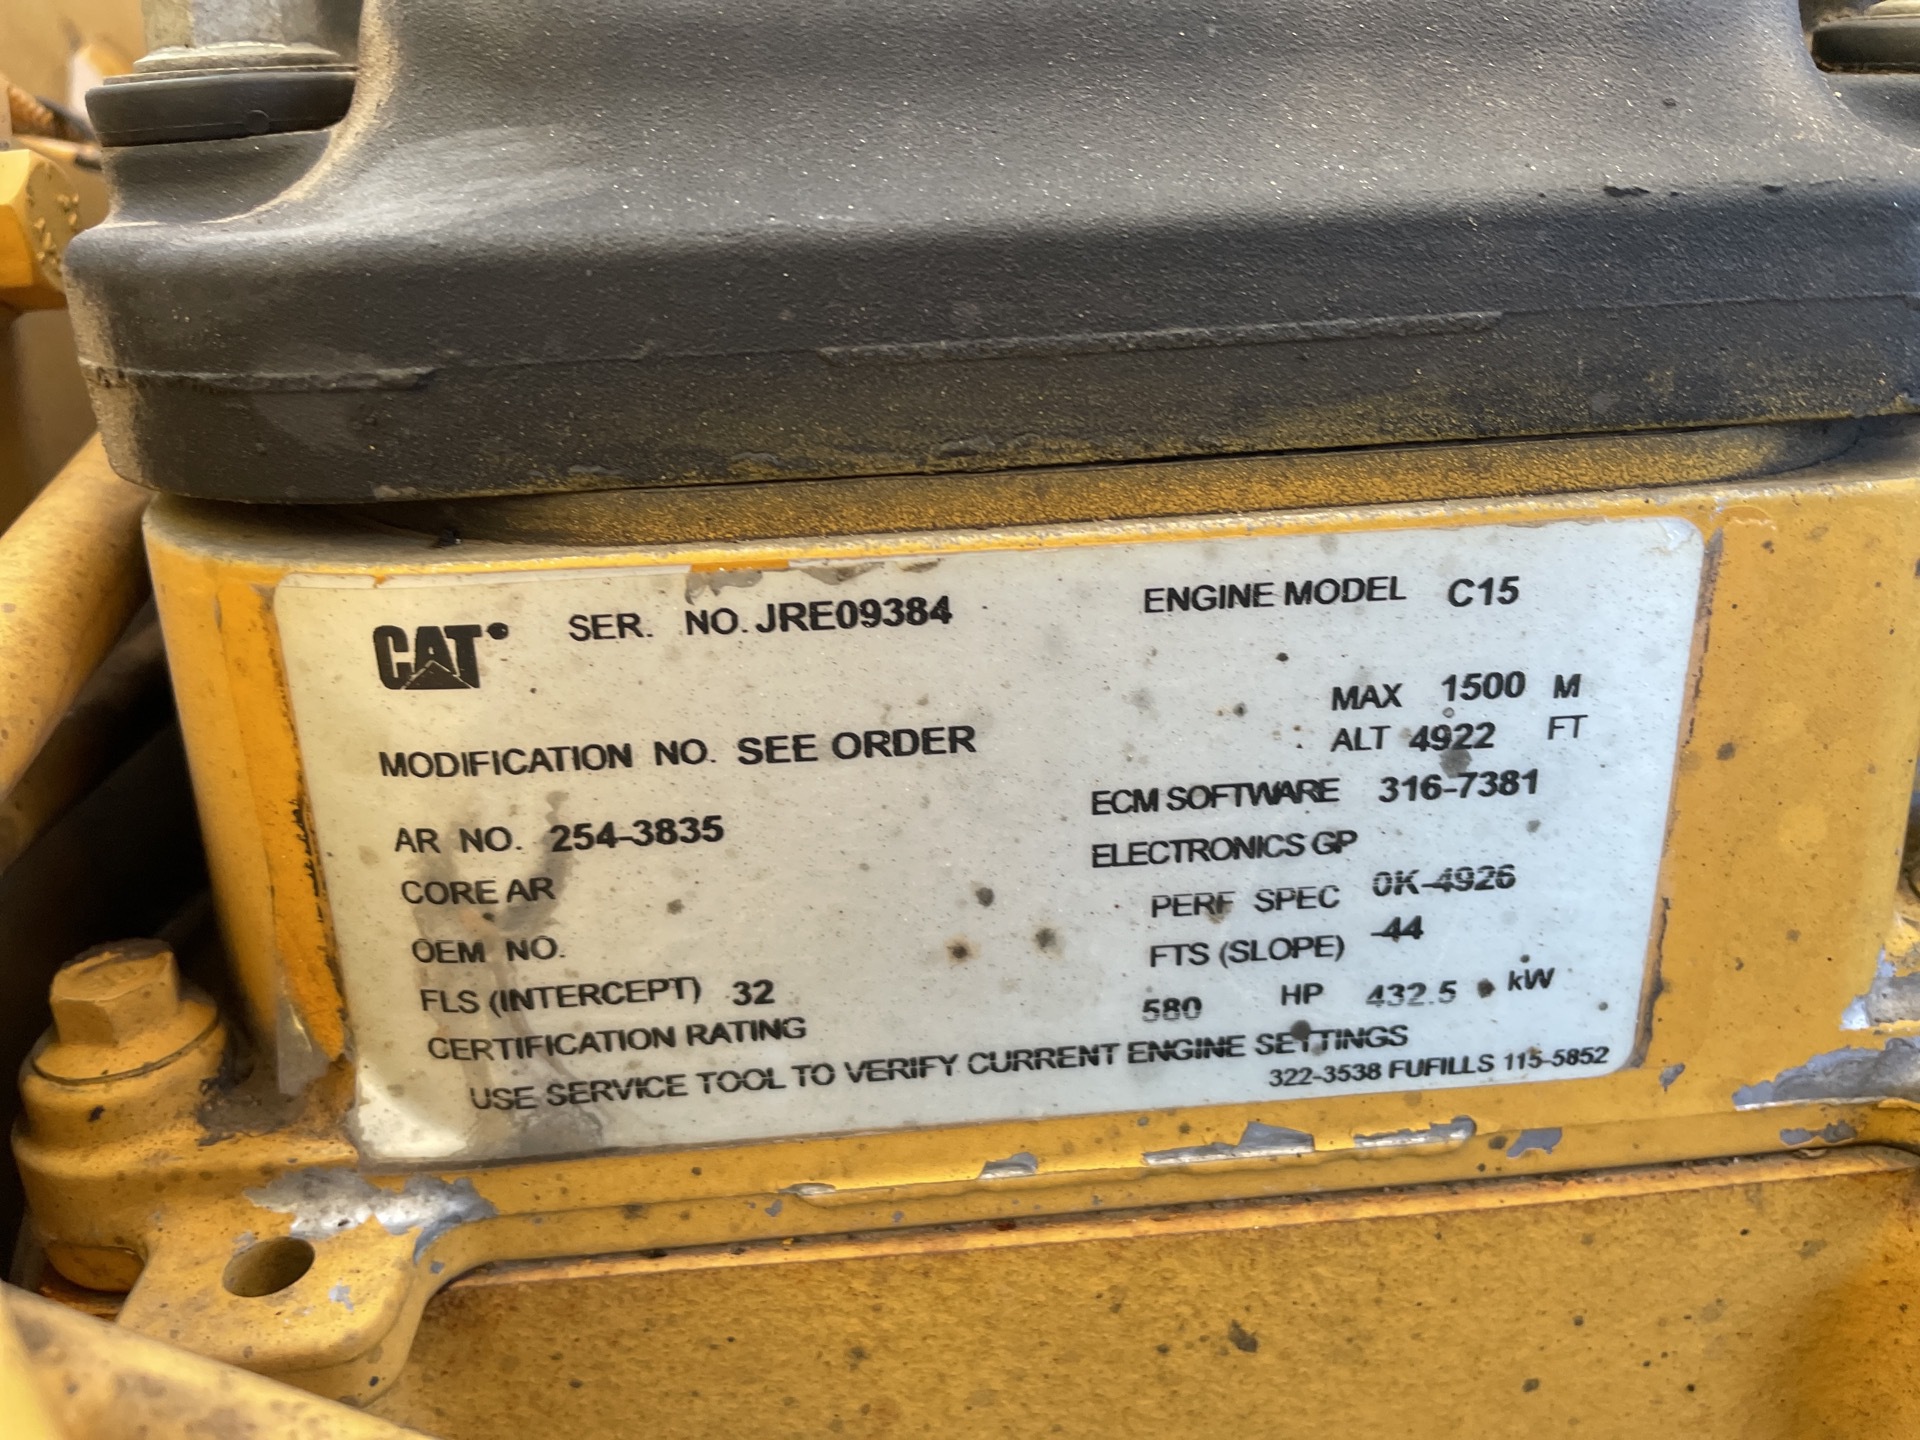 CAT SER. NO. JRE09384 ENGINE MODEL C15
MAX 1500 M
MODIFICATION NO. SEE ORDER ALT 4922 FT
ECM SOFTWARE 316-7381
AR NO. 254-3835 ELECTRONICS GP
CORE AR PERF SPEC 0K-4926
OEM NO. FTS (SLOPE) -44
FLS (INTERCEPT) 32 580 HP 432.5 kW
CERTIFICATION RATING
USE SERVICE TOOL TO VERIFY CURRENT ENGINE SETTINGS
322-3538 FUFILLS 115-5852